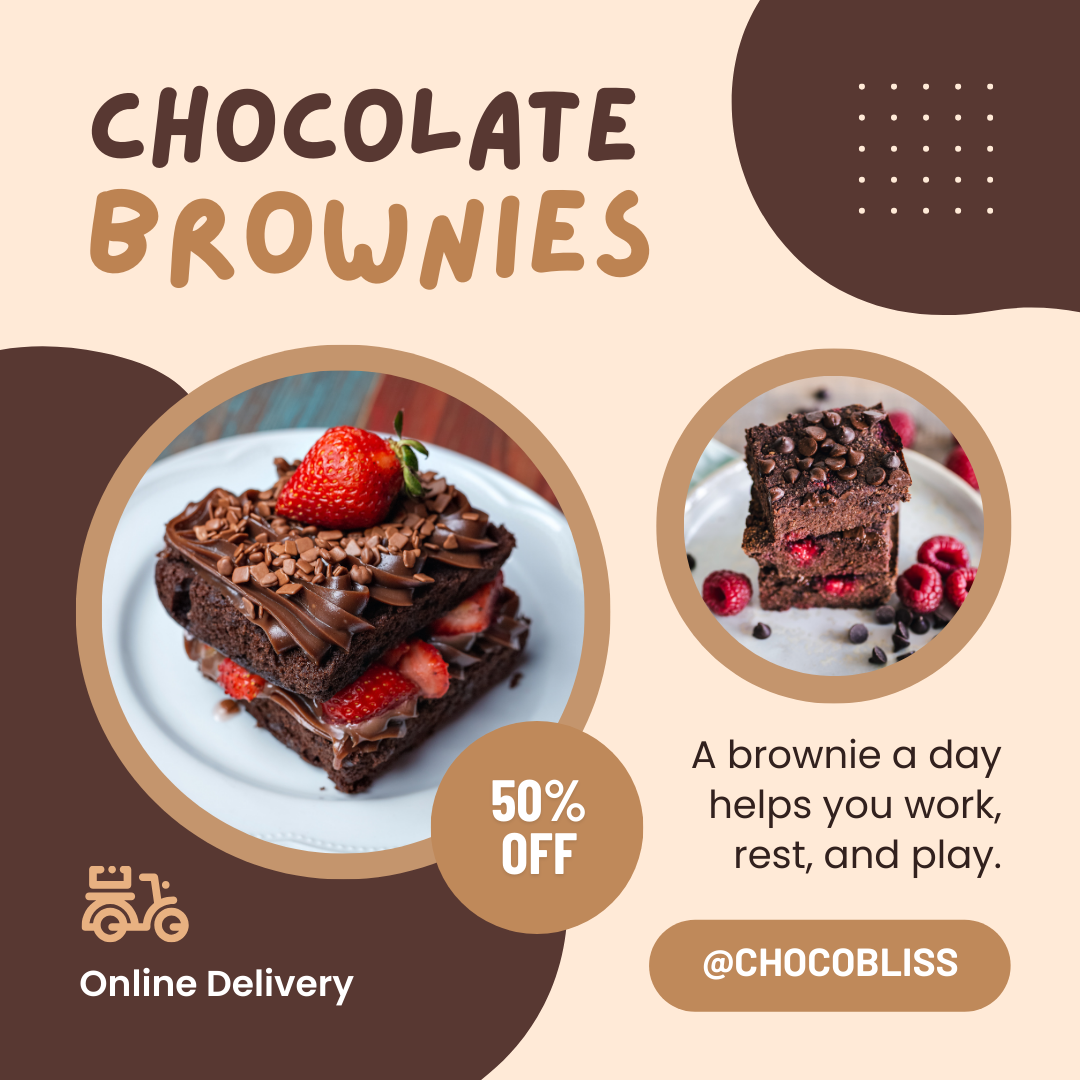 CHOCOLATE
BROWNIES
50%
OFF
A brownie a day
helps you work,
rest, and play.
Online Delivery
@CHOCOBLISS